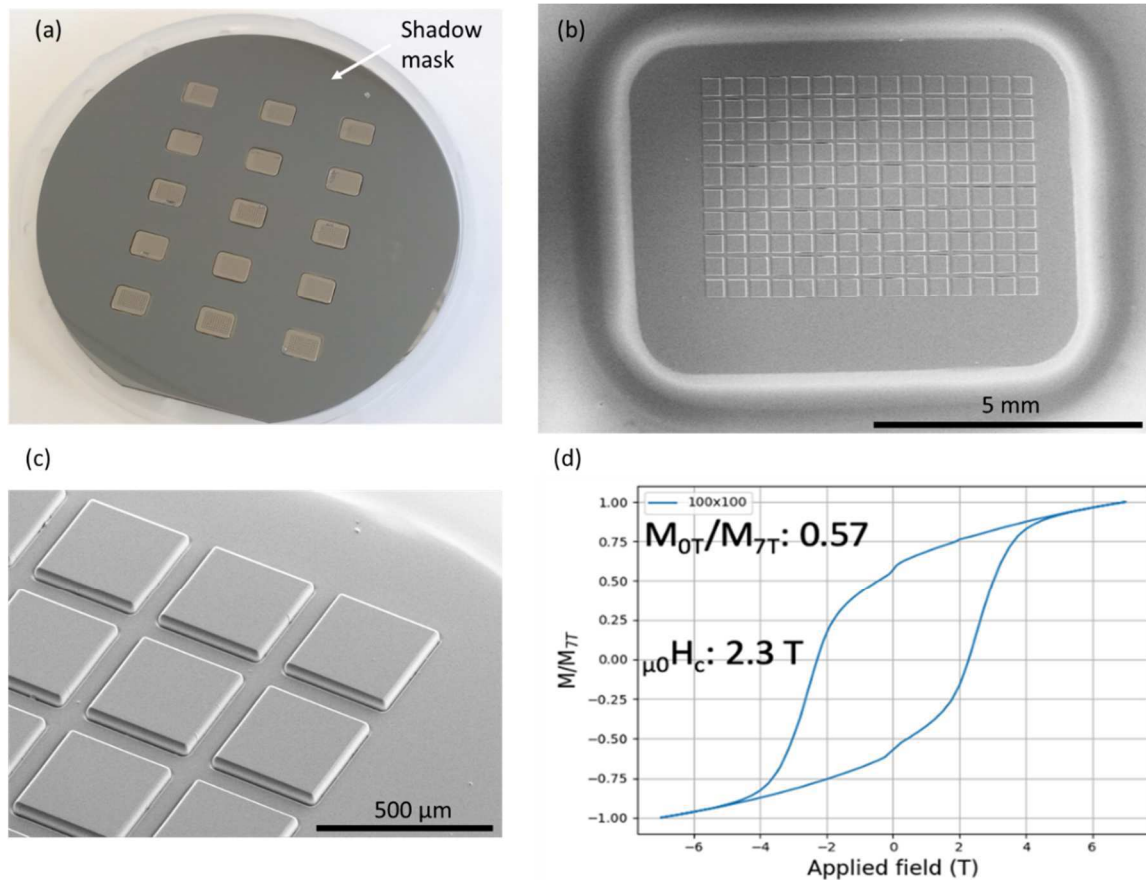 (a)
Shadow
mask
(b)
5 mm
(c)
500 µm
(d)
1.00
0.75
0.50
0.25
0.00
−0.25
−0.50
−0.75
−1.00
M/M7T
100x100
M0T/M7T: 0.57
µ0Hc: 2.3 T
−6
−4
−2
0
2
4
6
Applied field (T)